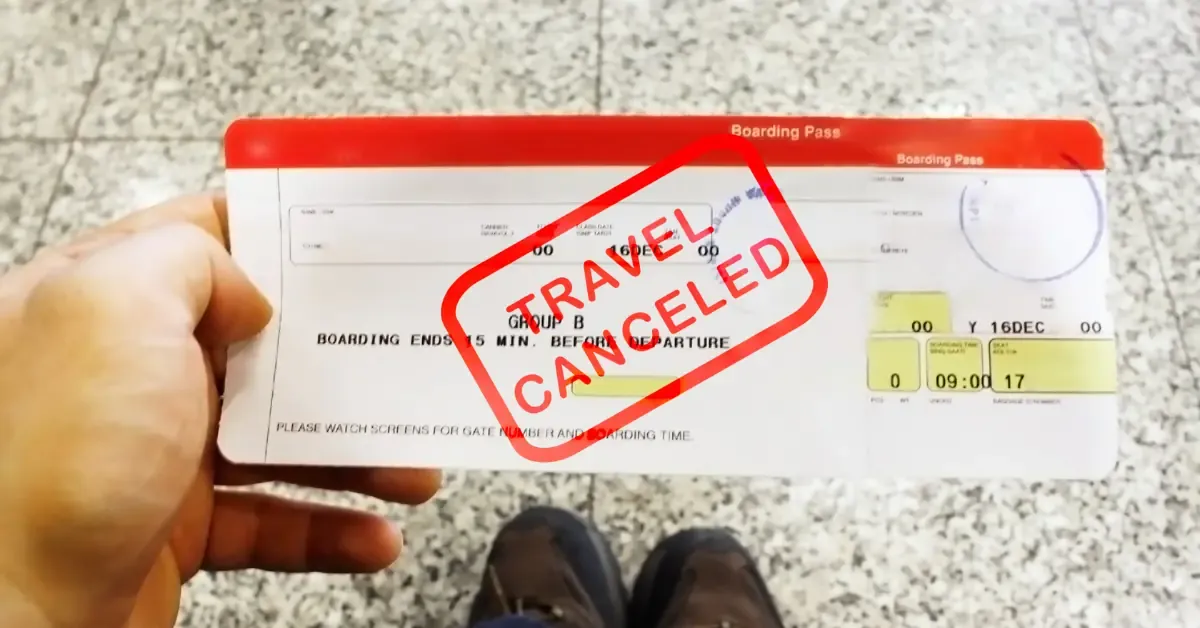 Boarding Pass
Boarding Pass
00 16DEC 00
TRAVEL
CANCELED
GROUP B
BOARDING ENDS 15 MIN. BEFORE DEPARTURE
PLEASE WATCH SCREENS FOR GATE NUMBER AND BOARDING TIME.
00 Y 16DEC 00
0 09:00 17